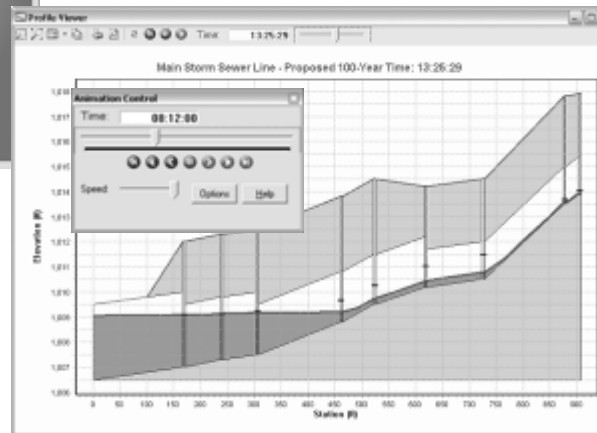 Profile Viewer
Time: 13:25:29
Main Storm Sewer Line - Proposed 100-Year Time: 13:25:29
Animation Control
Time: 00:12:00
Speed
Options
Help
Elevation (ft)
1,018
1,017
1,016
1,015
1,014
1,013
1,012
1,011
1,010
1,009
1,008
1,007
1,006
0 50 100 150 200 250 300 350 400 450 500 550 600 650 700 750 800 850 900
Station (ft)